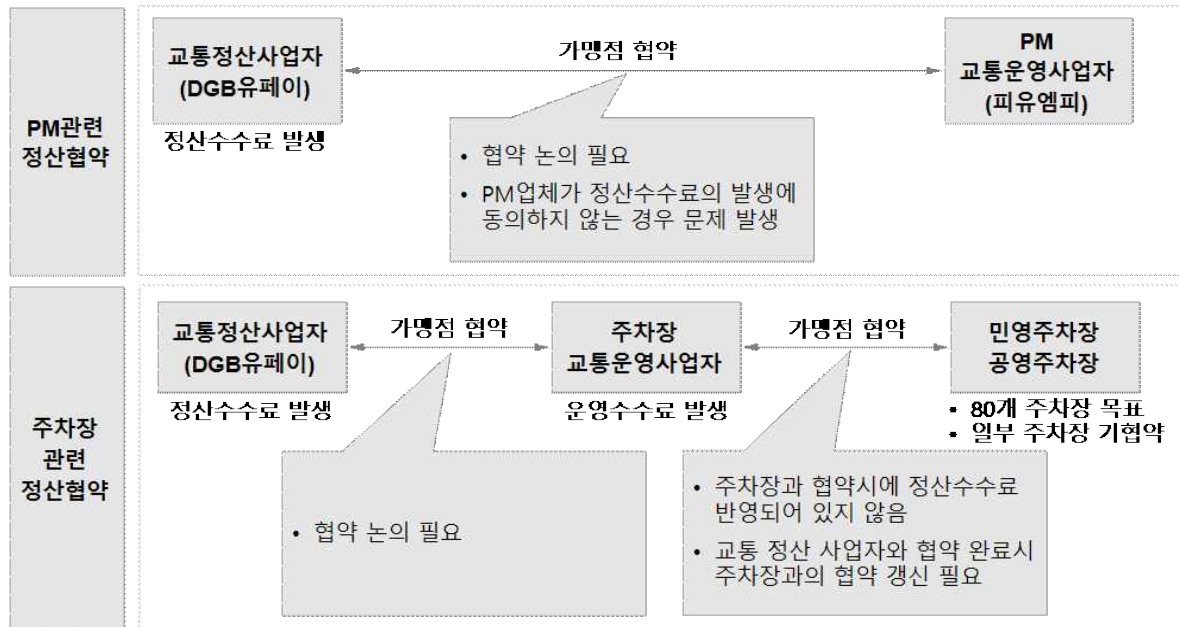 PM관련
정산협약
교통정산사업자
(DGB유페이)
정산수수료 발생
가맹점 협약
PM
교통운영사업자
(피유엠피)
• 협약 논의 필요
• PM업체가 정산수수료의 발생에
동의하지 않는 경우 문제 발생
주차장
관련
정산협약
교통정산사업자
(DGB유페이)
정산수수료 발생
가맹점 협약
주차장
교통운영사업자
운영수수료 발생
가맹점 협약
민영주차장
공영주차장
• 80개 주차장 목표
• 일부 주차장 기협약
• 협약 논의 필요
• 주차장과 협약시에 정산수수료
반영되어 있지 않음
• 교통 정산 사업자와 협약 완료시
주차장과의 협약 갱신 필요